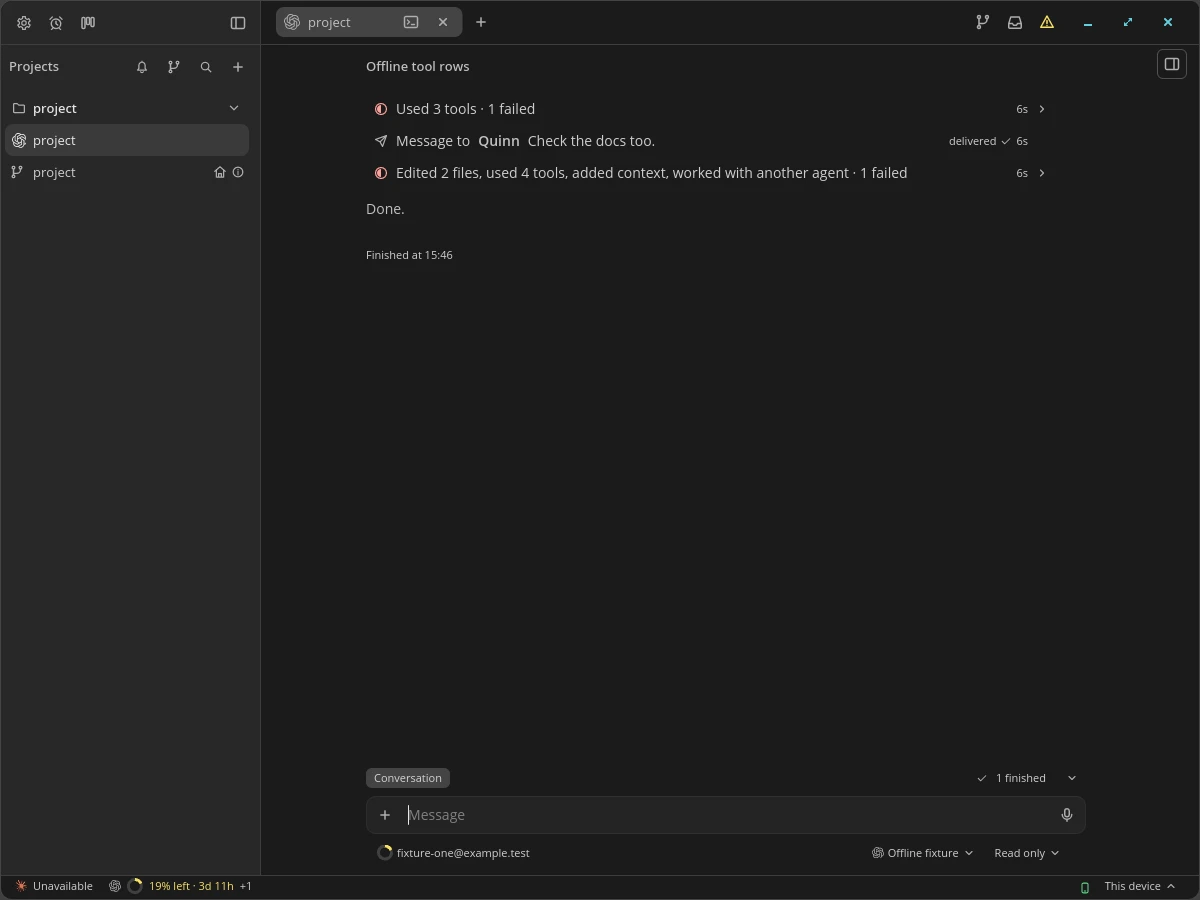 project
Projects
project
project
project
Offline tool rows
Used 3 tools · 1 failed 6s
Message to Quinn Check the docs too. delivered 6s
Edited 2 files, used 4 tools, added context, worked with another agent · 1 failed 6s
Done.
Finished at 15:46
Conversation 1 finished
Message
fixture-one@example.test Offline fixture Read only
Unavailable 19% left · 3d 11h +1 This device